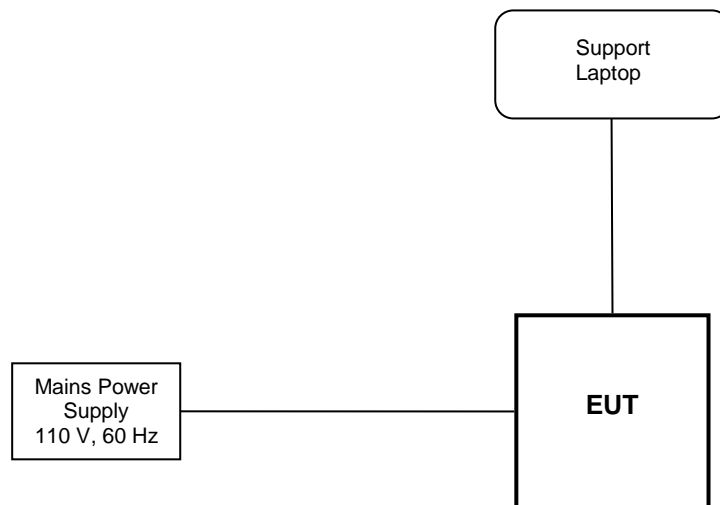 Support
Laptop
Mains Power
Supply
110 V, 60 Hz
EUT